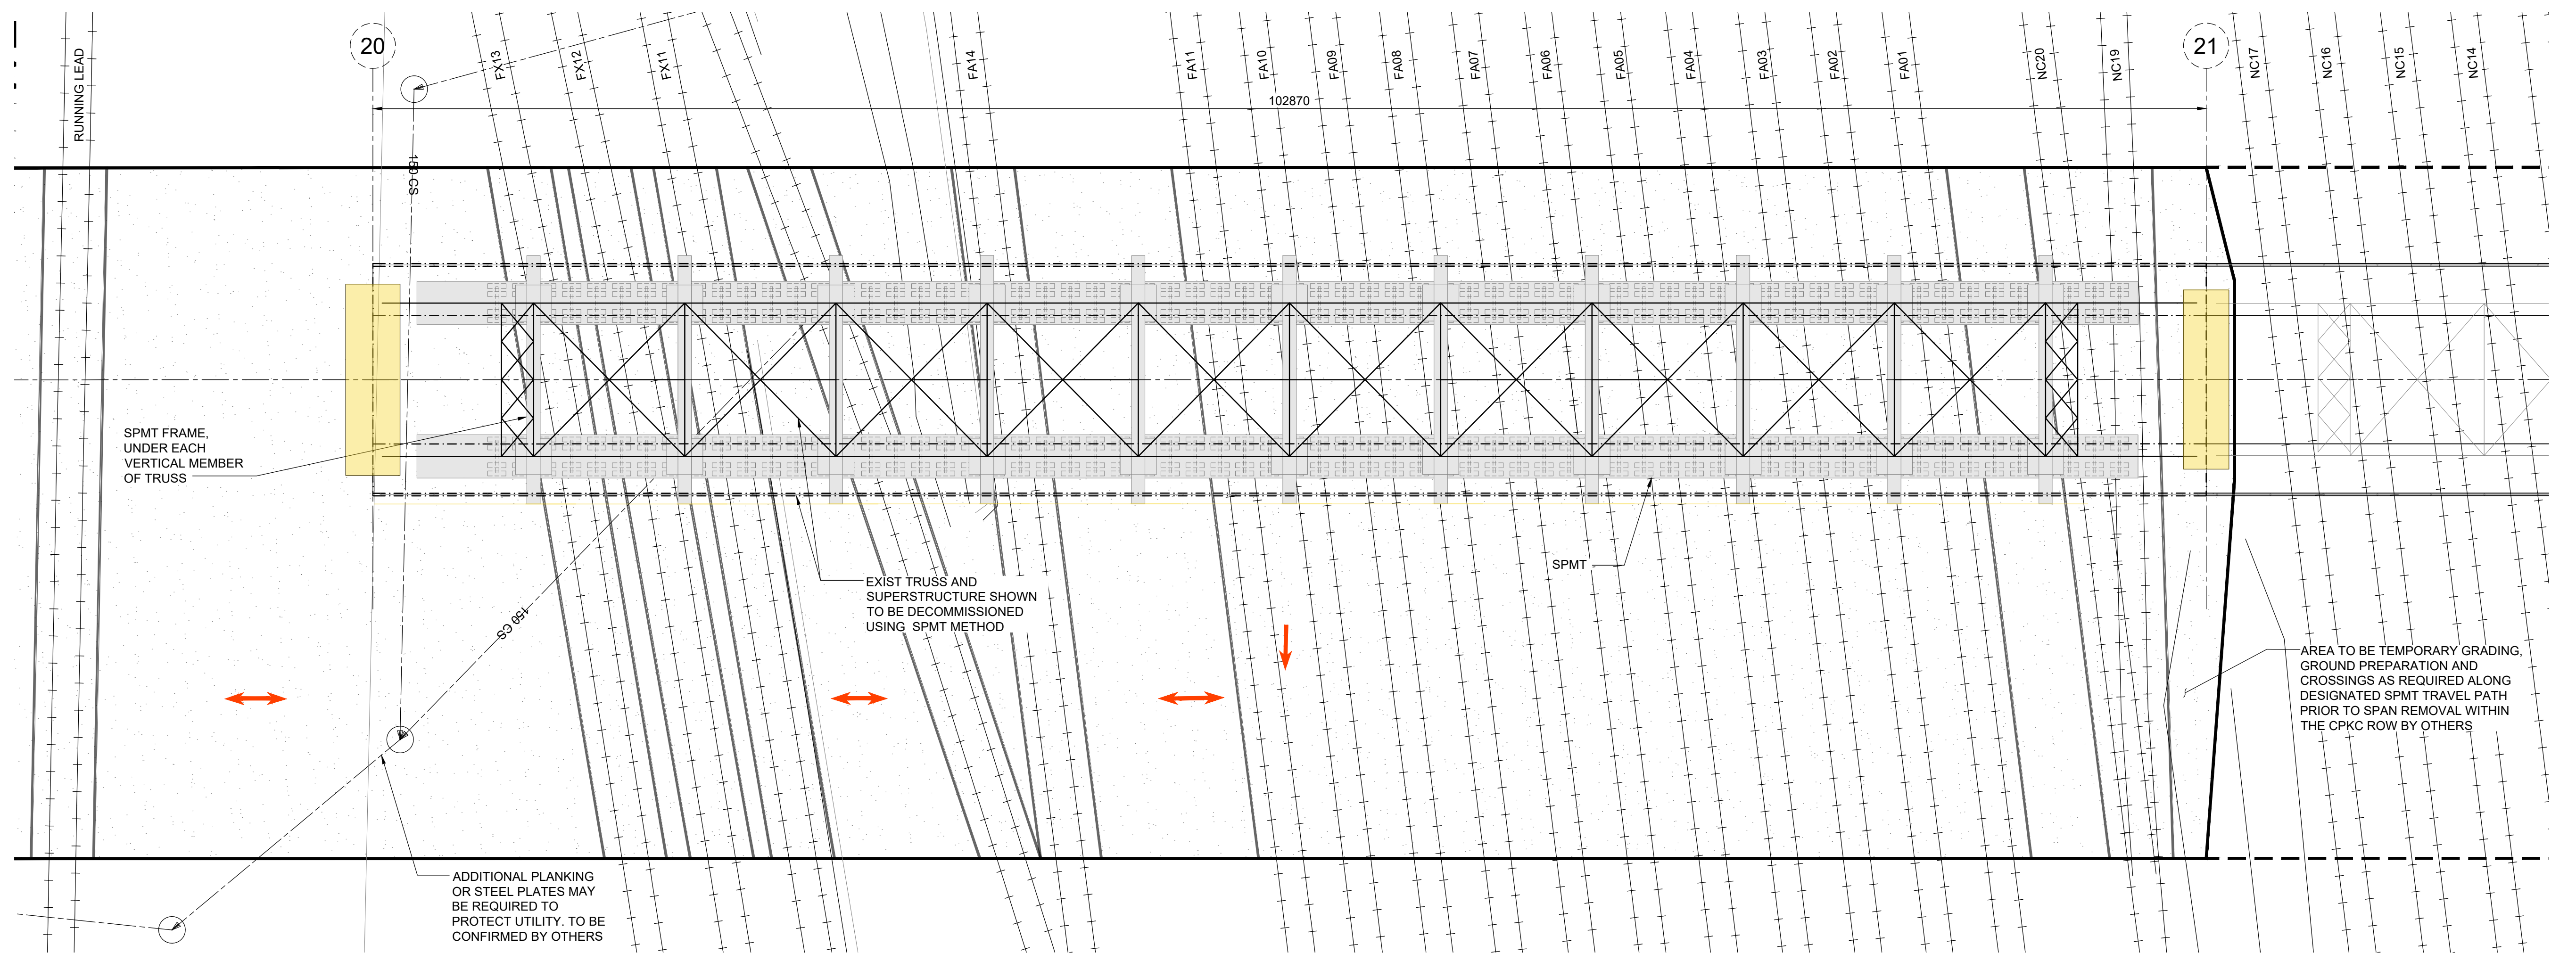 RUNNING LEAD
20
FX13
FX12
FX11
FA14
FA11
FA10
FA09
FA08
FA07
FA06
FA05
FA04
FA03
FA02
FA01
NC20
NC19
21
NC17
NC16
NC15
NC14
102870
150 CS
SPMT FRAME,
UNDER EACH
VERTICAL MEMBER
OF TRUSS
150 CS
EXIST TRUSS AND
SUPERSTRUCTURE SHOWN
TO BE DECOMMISSIONED
USING SPMT METHOD
SPMT
AREA TO BE TEMPORARY GRADING,
GROUND PREPARATION AND
CROSSINGS AS REQUIRED ALONG
DESIGNATED SPMT TRAVEL PATH
PRIOR TO SPAN REMOVAL WITHIN
THE CPKC ROW BY OTHERS
ADDITIONAL PLANKING
OR STEEL PLATES MAY
BE REQUIRED TO
PROTECT UTILITY. TO BE
CONFIRMED BY OTHERS